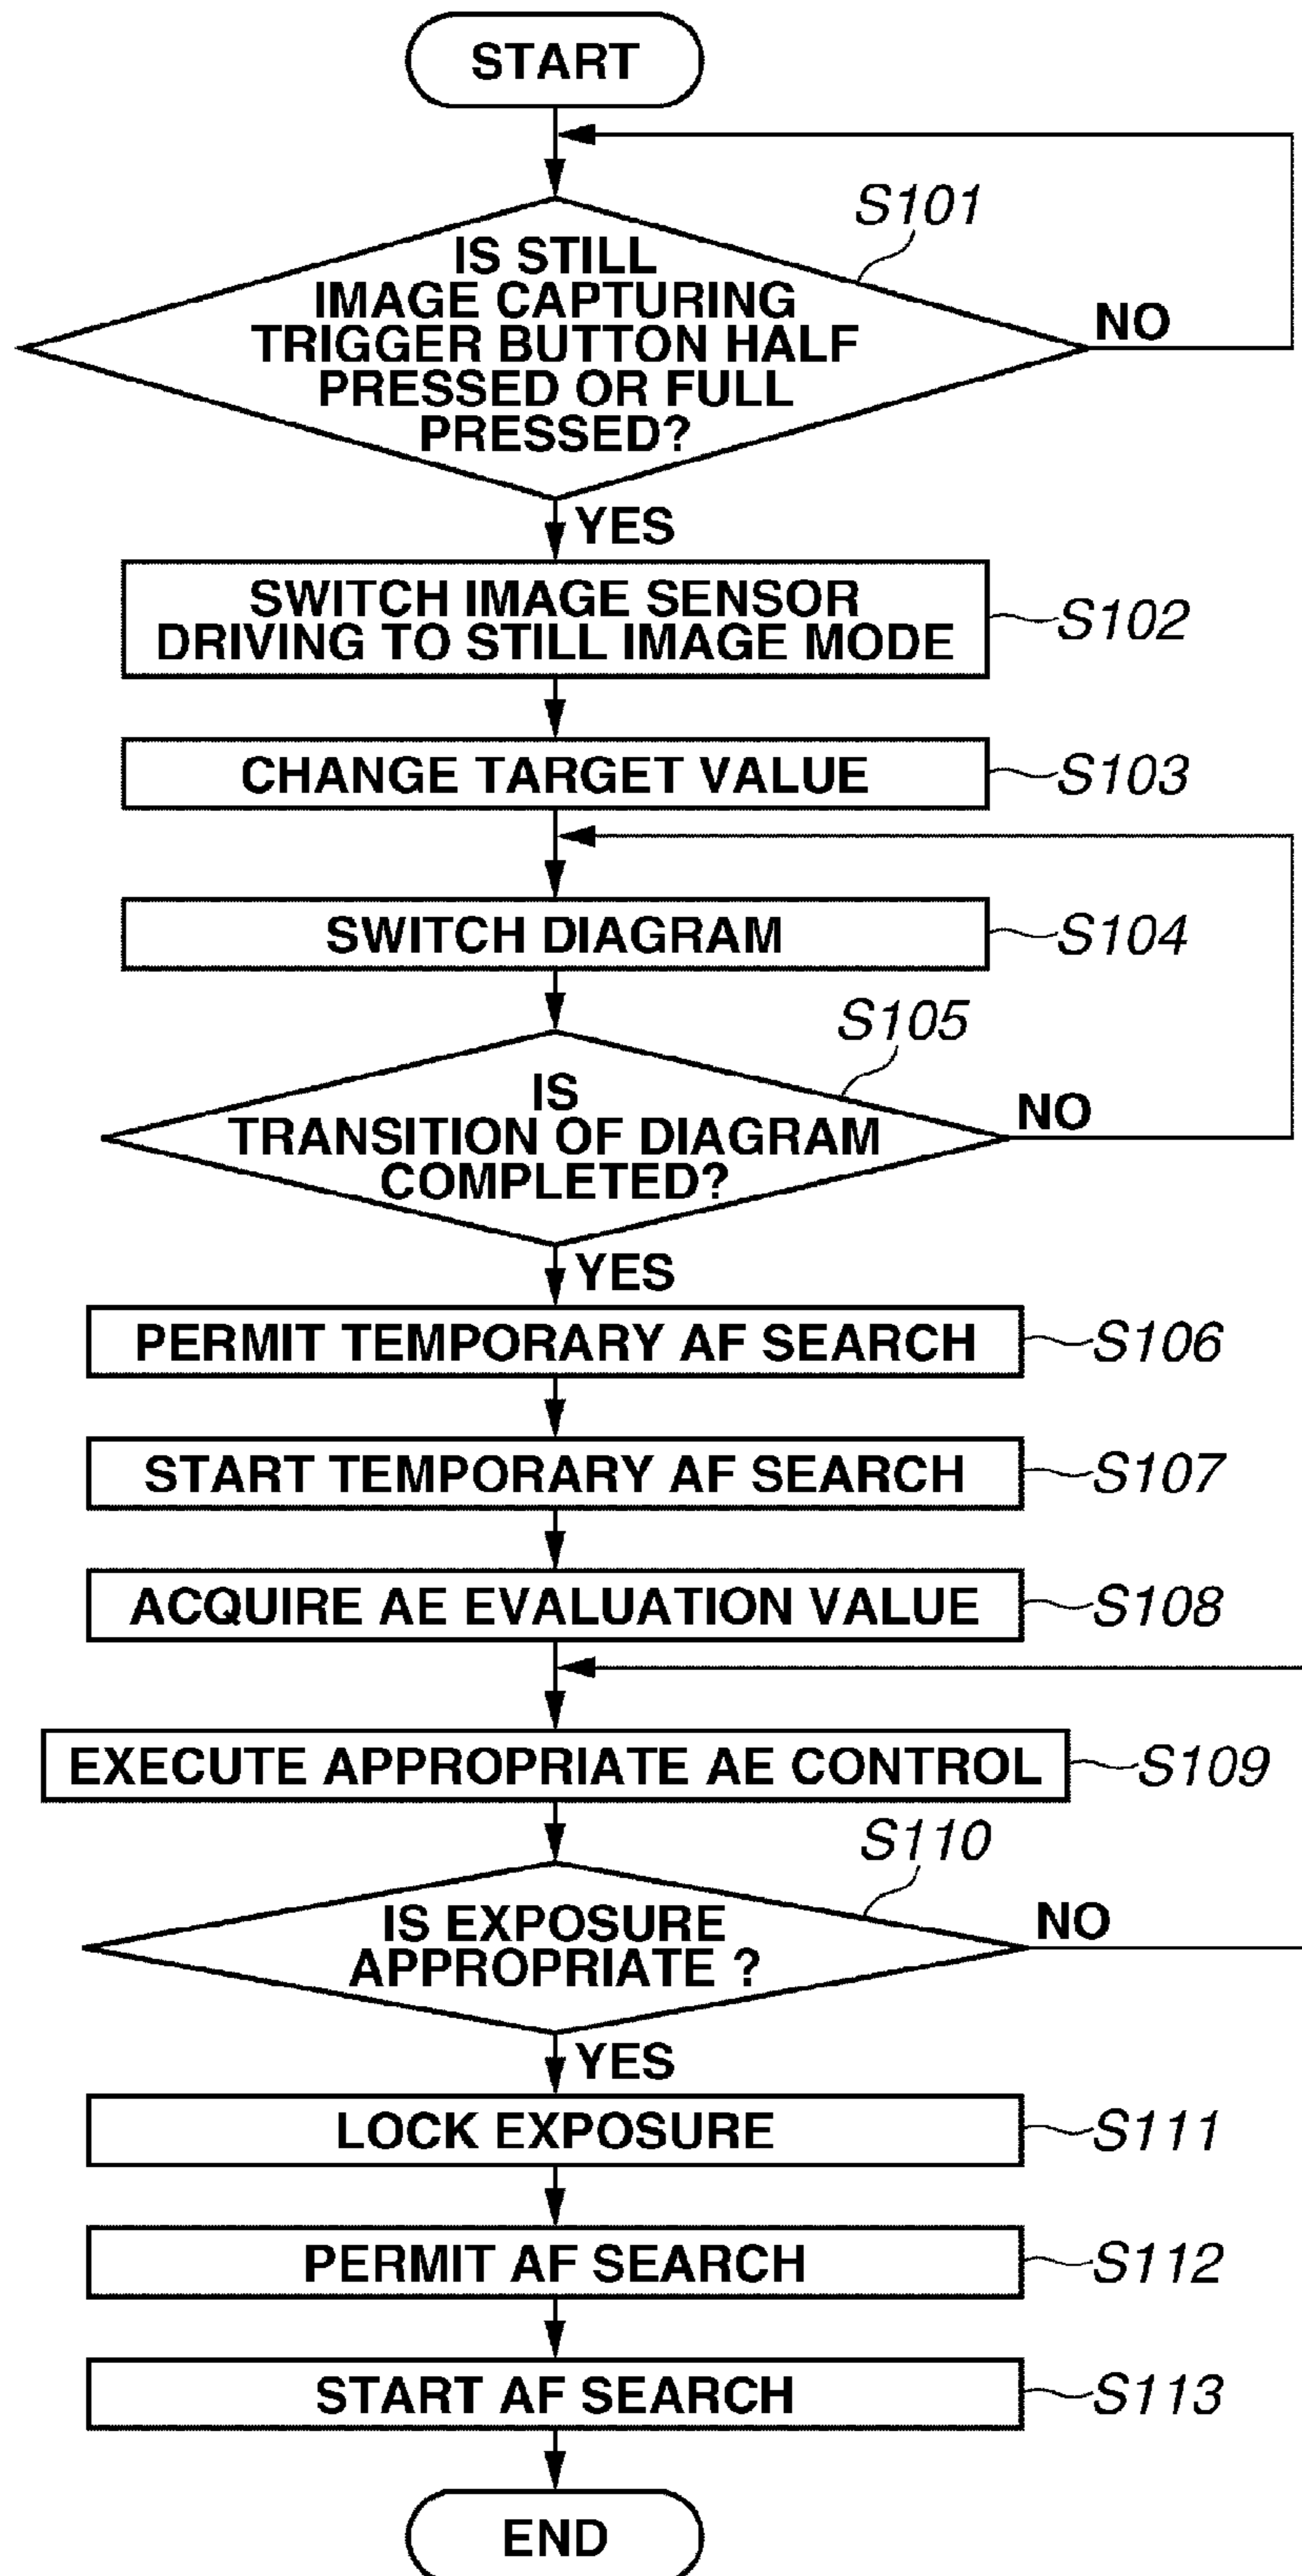 START
S101
IS STILL
IMAGE CAPTURING
TRIGGER BUTTON HALF
PRESSED OR FULL
PRESSED?
NO
YES
SWITCH IMAGE SENSOR
DRIVING TO STILL IMAGE MODE
S102
CHANGE TARGET VALUE
S103
SWITCH DIAGRAM
S104
S105
IS
TRANSITION OF DIAGRAM
COMPLETED?
NO
YES
PERMIT TEMPORARY AF SEARCH
S106
START TEMPORARY AF SEARCH
S107
ACQUIRE AE EVALUATION VALUE
S108
EXECUTE APPROPRIATE AE CONTROL
S109
S110
IS EXPOSURE
APPROPRIATE ?
NO
YES
LOCK EXPOSURE
S111
PERMIT AF SEARCH
S112
START AF SEARCH
S113
END